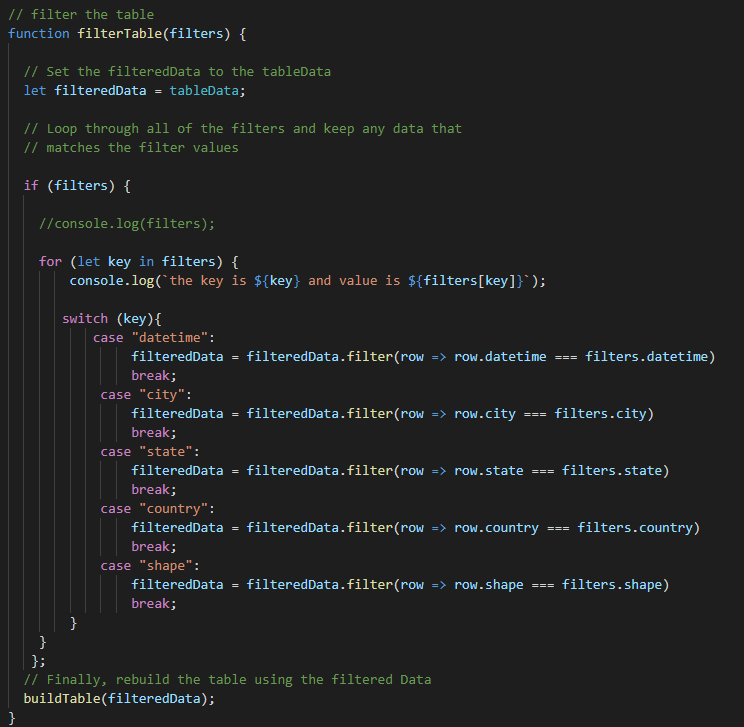 // filter the table
function filterTable(filters) {
// Set the filteredData to the tableData
let filteredData = tableData;
// Loop through all of the filters and keep any data that
// matches the filter values
if (filters) {
//console.log(filters);
for (let key in filters) {
console.log(`the key is ${key} and value is ${filters[key]}`);
switch (key){
case "datetime":
filteredData = filteredData.filter(row => row.datetime === filters.datetime)
break;
case "city":
filteredData = filteredData.filter(row => row.city === filters.city)
break;
case "state":
filteredData = filteredData.filter(row => row.state === filters.state)
break;
case "country":
filteredData = filteredData.filter(row => row.country === filters.country)
break;
case "shape":
filteredData = filteredData.filter(row => row.shape === filters.shape)
break;
}
}
};
// Finally, rebuild the table using the filtered Data
buildTable(filteredData);
}